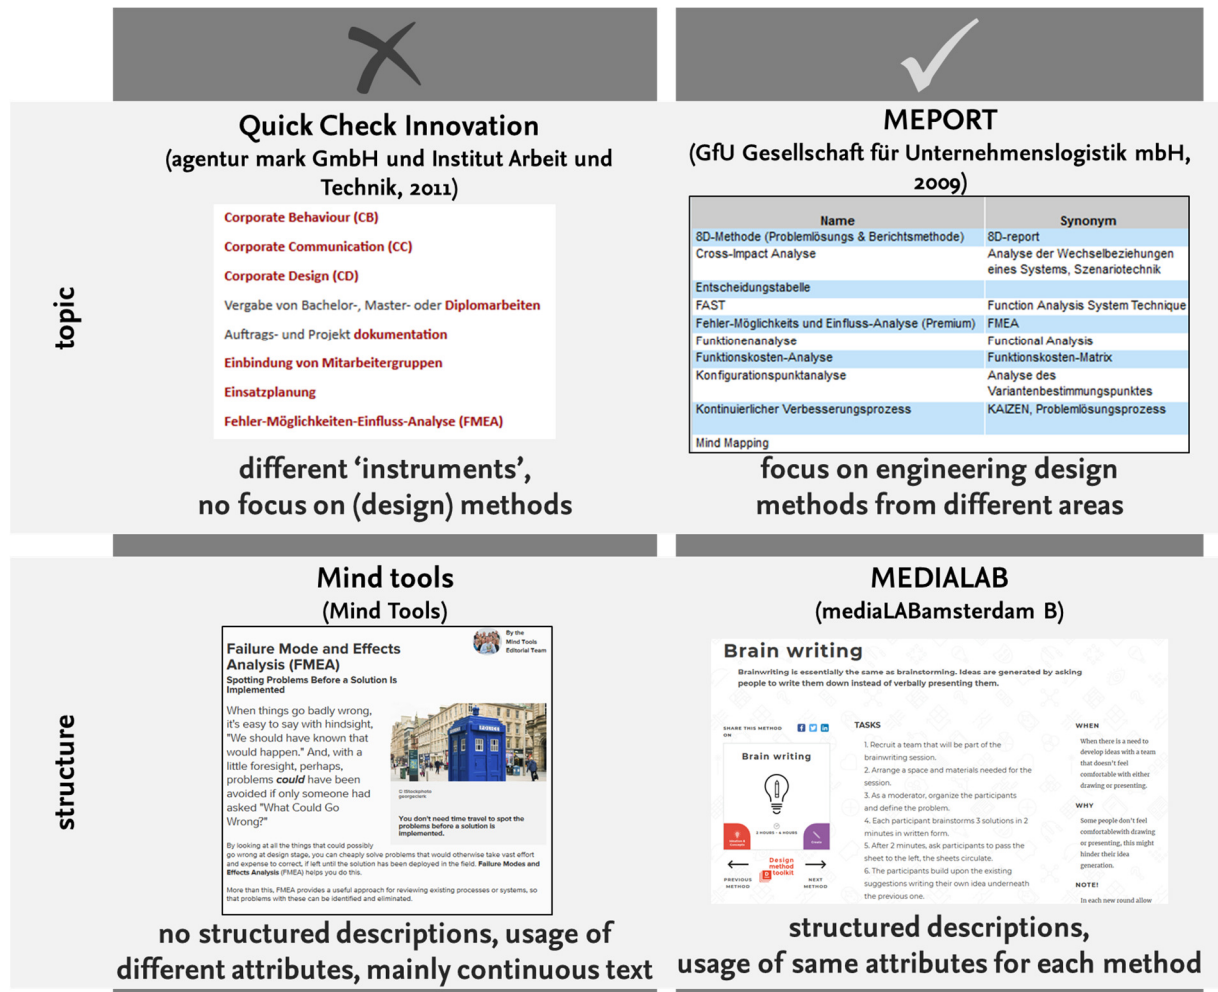 topic
Quick Check Innovation
(agentur mark GmbH und Institut Arbeit und
Technik, 2011)
Corporate Behaviour (CB)
Corporate Communication (CC)
Corporate Design (CD)
Vergabe von Bachelor-, Master- oder Diplomarbeiten
Auftrags- und Projekt dokumentation
Einbindung von Mitarbeitergruppen
Einsatzplanung
Fehler-Möglichkeiten-Einfluss-Analyse (FMEA)
different ‘instruments’,
no focus on (design) methods
MEPORT
(GfU Gesellschaft für Unternehmenslogistik mbH,
2009)
Name Synonym
8D-Methode (Problemlösungs & Berichtsmethode) 8D-report
Cross-Impact Analyse Analyse der Wechselbeziehungen
eines Systems, Szenariotechnik
Entscheidungstabelle
FAST Function Analysis System Technique
Fehler-Möglichkeits und Einfluss-Analyse (Premium) FMEA
Funktionenanalyse Functional Analysis
Funktionskosten-Analyse Funktionskosten-Matrix
Konfigurationspunktanalyse Analyse des
Variantenbestimmungspunktes
Kontinuierlicher Verbesserungsprozess KAIZEN, Problemlösungsprozess
Mind Mapping
focus on engineering design
methods from different areas
structure
Mind tools
(Mind Tools)
Failure Mode and Effects
Analysis (FMEA)
Spotting Problems Before a Solution Is
Implemented
By the
Mind Tools
Editorial Team
When things go badly wrong,
it's easy to say with hindsight,
"We should have known that
would happen." And, with a
little foresight, perhaps,
problems could have been
avoided if only someone had
asked "What Could Go
Wrong?"
© iStockphoto
georgeclerk
You don't need time travel to spot the
problems before a solution is
implemented.
By looking at all the things that could possibly
go wrong at design stage, you can cheaply solve problems that would otherwise take vast effort
and expense to correct, if left until the solution has been deployed in the field. Failure Modes and
Effects Analysis (FMEA) helps you do this.
More than this, FMEA provides a useful approach for reviewing existing processes or systems, so
that problems with these can be identified and eliminated.
no structured descriptions, usage of
different attributes, mainly continuous text
MEDIALAB
(mediaLABamsterdam B)
Brain writing
Brainwriting is essentially the same as brainstorming. Ideas are generated by asking
people to write them down instead of verbally presenting them.
SHARE THIS METHOD
ON
Brain writing
2 HOURS - 4 HOURS
PREVIOUS
METHOD
Design
method
toolkit
NEXT
METHOD
TASKS
1. Recruit a team that will be part of the
brainwriting session.
2. Arrange a space and materials needed for the
session.
3. As a moderator, organize the participants
and define the problem.
4. Each participant brainstorms 3 solutions in 2
minutes in written form.
5. After 2 minutes, ask participants to pass the
sheet to the left, the sheets circulate.
6. The participants build upon the existing
suggestions writing their own idea underneath
the previous one.
WHEN
When there is a need to
develop ideas with a team
that doesn't feel
comfortable with either
drawing or presenting.
WHY
Some people don't feel
comfortablewith drawing
or presenting, this might
hinder their idea
generation.
NOTE!
In each new round allow
structured descriptions,
usage of same attributes for each method